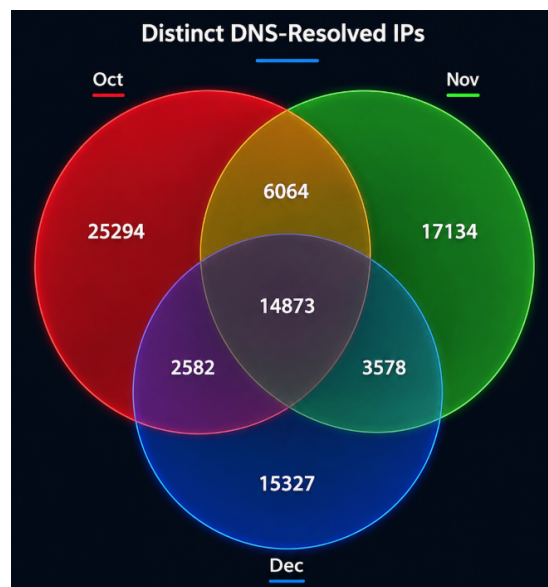 Distinct DNS-Resolved IPs
Oct
Nov
6064
25294
17134
14873
2582
3578
15327
Dec